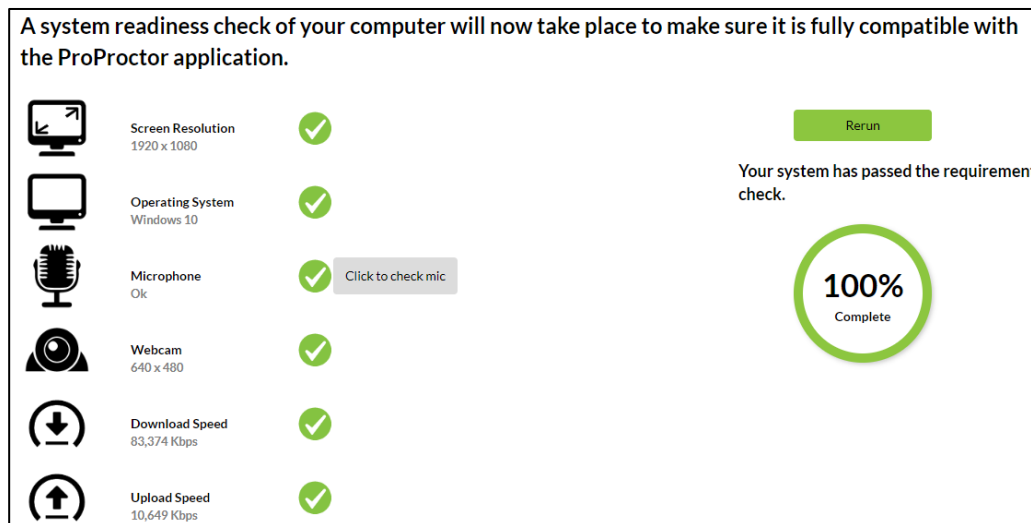 A system readiness check of your computer will now take place to make sure it is fully compatible with
the ProProctor application.
Screen Resolution
1920 x 1080
Operating System
Windows 10
Microphone
Ok
Click to check mic
Webcam
640 x 480
Download Speed
83,374 Kbps
Upload Speed
10,649 Kbps
Rerun
Your system has passed the requirement
check.
100%
Complete